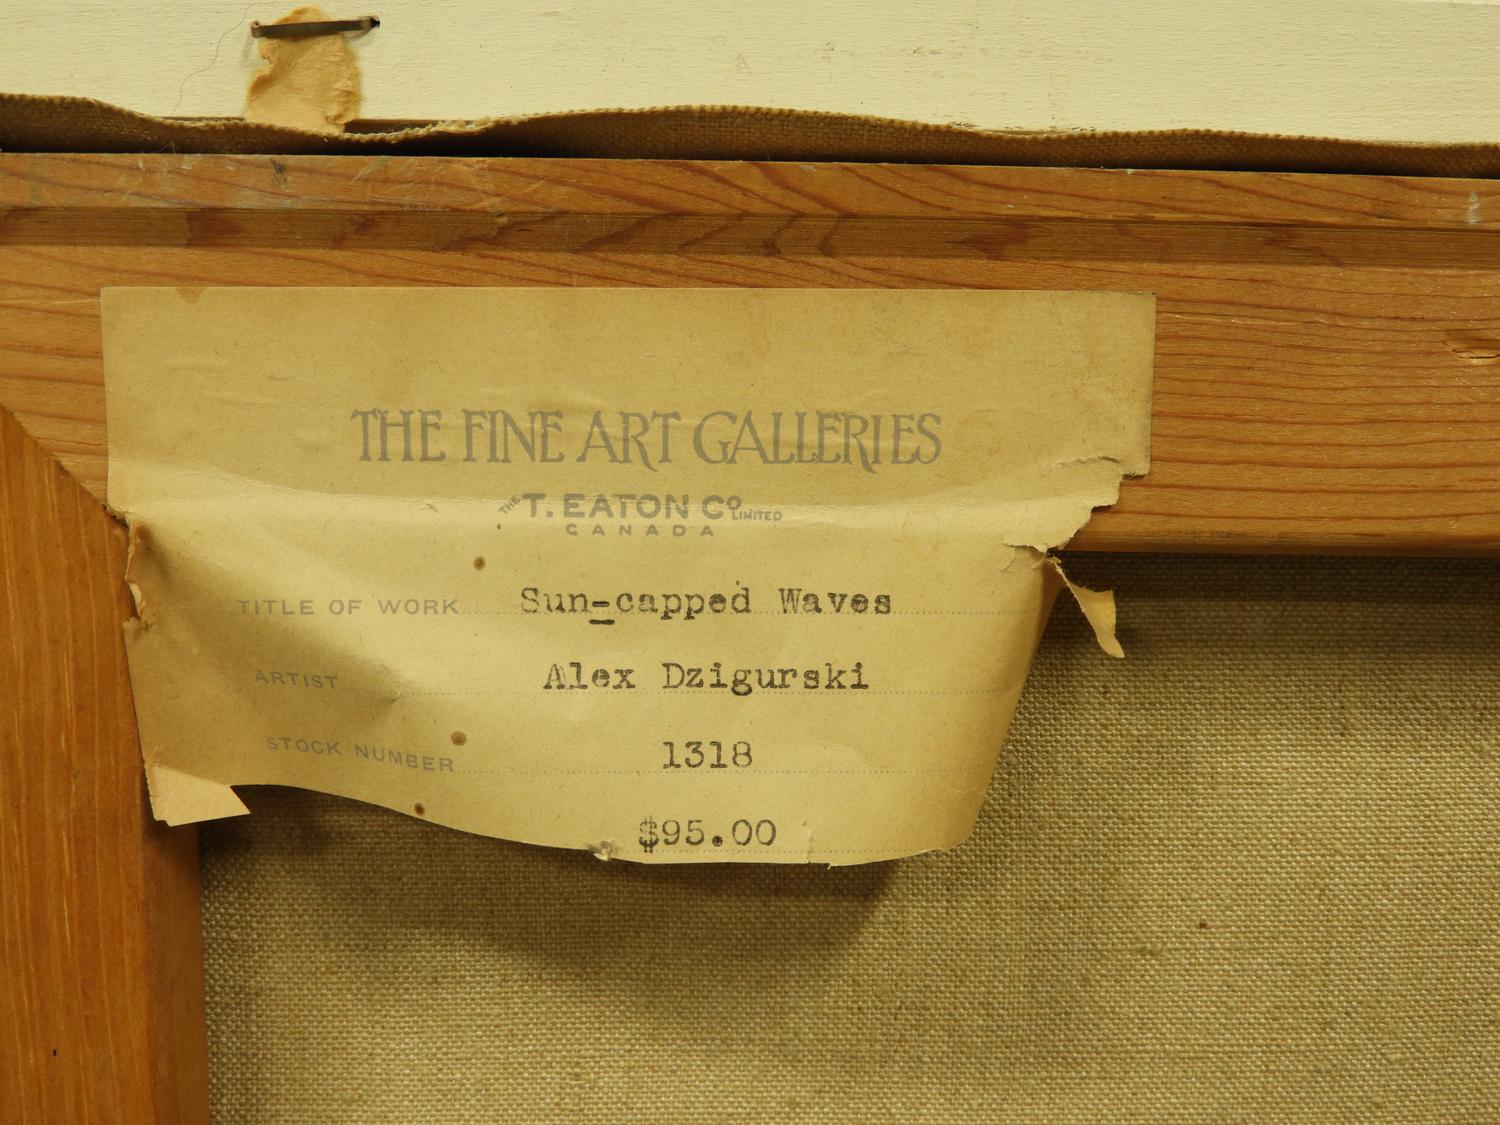 THE FINE ART GALLERIES
THE T. EATON CO LIMITED
CANADA
TITLE OF WORK Sun-capped Waves
ARTIST Alex Dzigurski
STOCK NUMBER 1318
$95.00